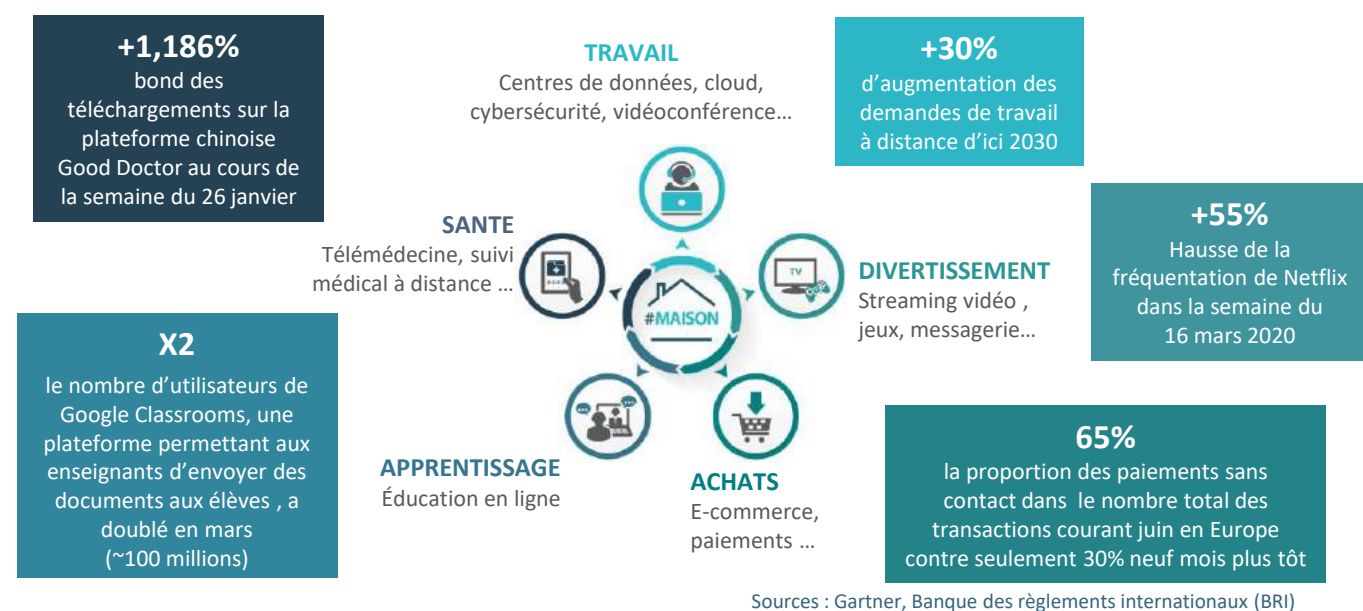 +1,186%
bond des
téléchargements sur la
plateforme chinoise
Good Doctor au cours de
la semaine du 26 janvier
TRAVAIL
Centres de données, cloud,
cybersécurité, vidéoconférence…
+30%
d’augmentation des
demandes de travail
à distance d’ici 2030
SANTE
Télémédecine, suivi
médical à distance …
TV
#MAISON
DIVERTISSEMENT
Streaming vidéo ,
jeux, messagerie…
+55%
Hausse de la
fréquentation de Netflix
dans la semaine du
16 mars 2020
X2
le nombre d’utilisateurs de
Google Classrooms, une
plateforme permettant aux
enseignants d’envoyer des
documents aux élèves , a
doublé en mars
(~100 millions)
APPRENTISSAGE
Éducation en ligne
ACHATS
E-commerce,
paiements …
65%
la proportion des paiements sans
contact dans le nombre total des
transactions courant juin en Europe
contre seulement 30% neuf mois plus tôt
Sources : Gartner, Banque des règlements internationaux (BRI)